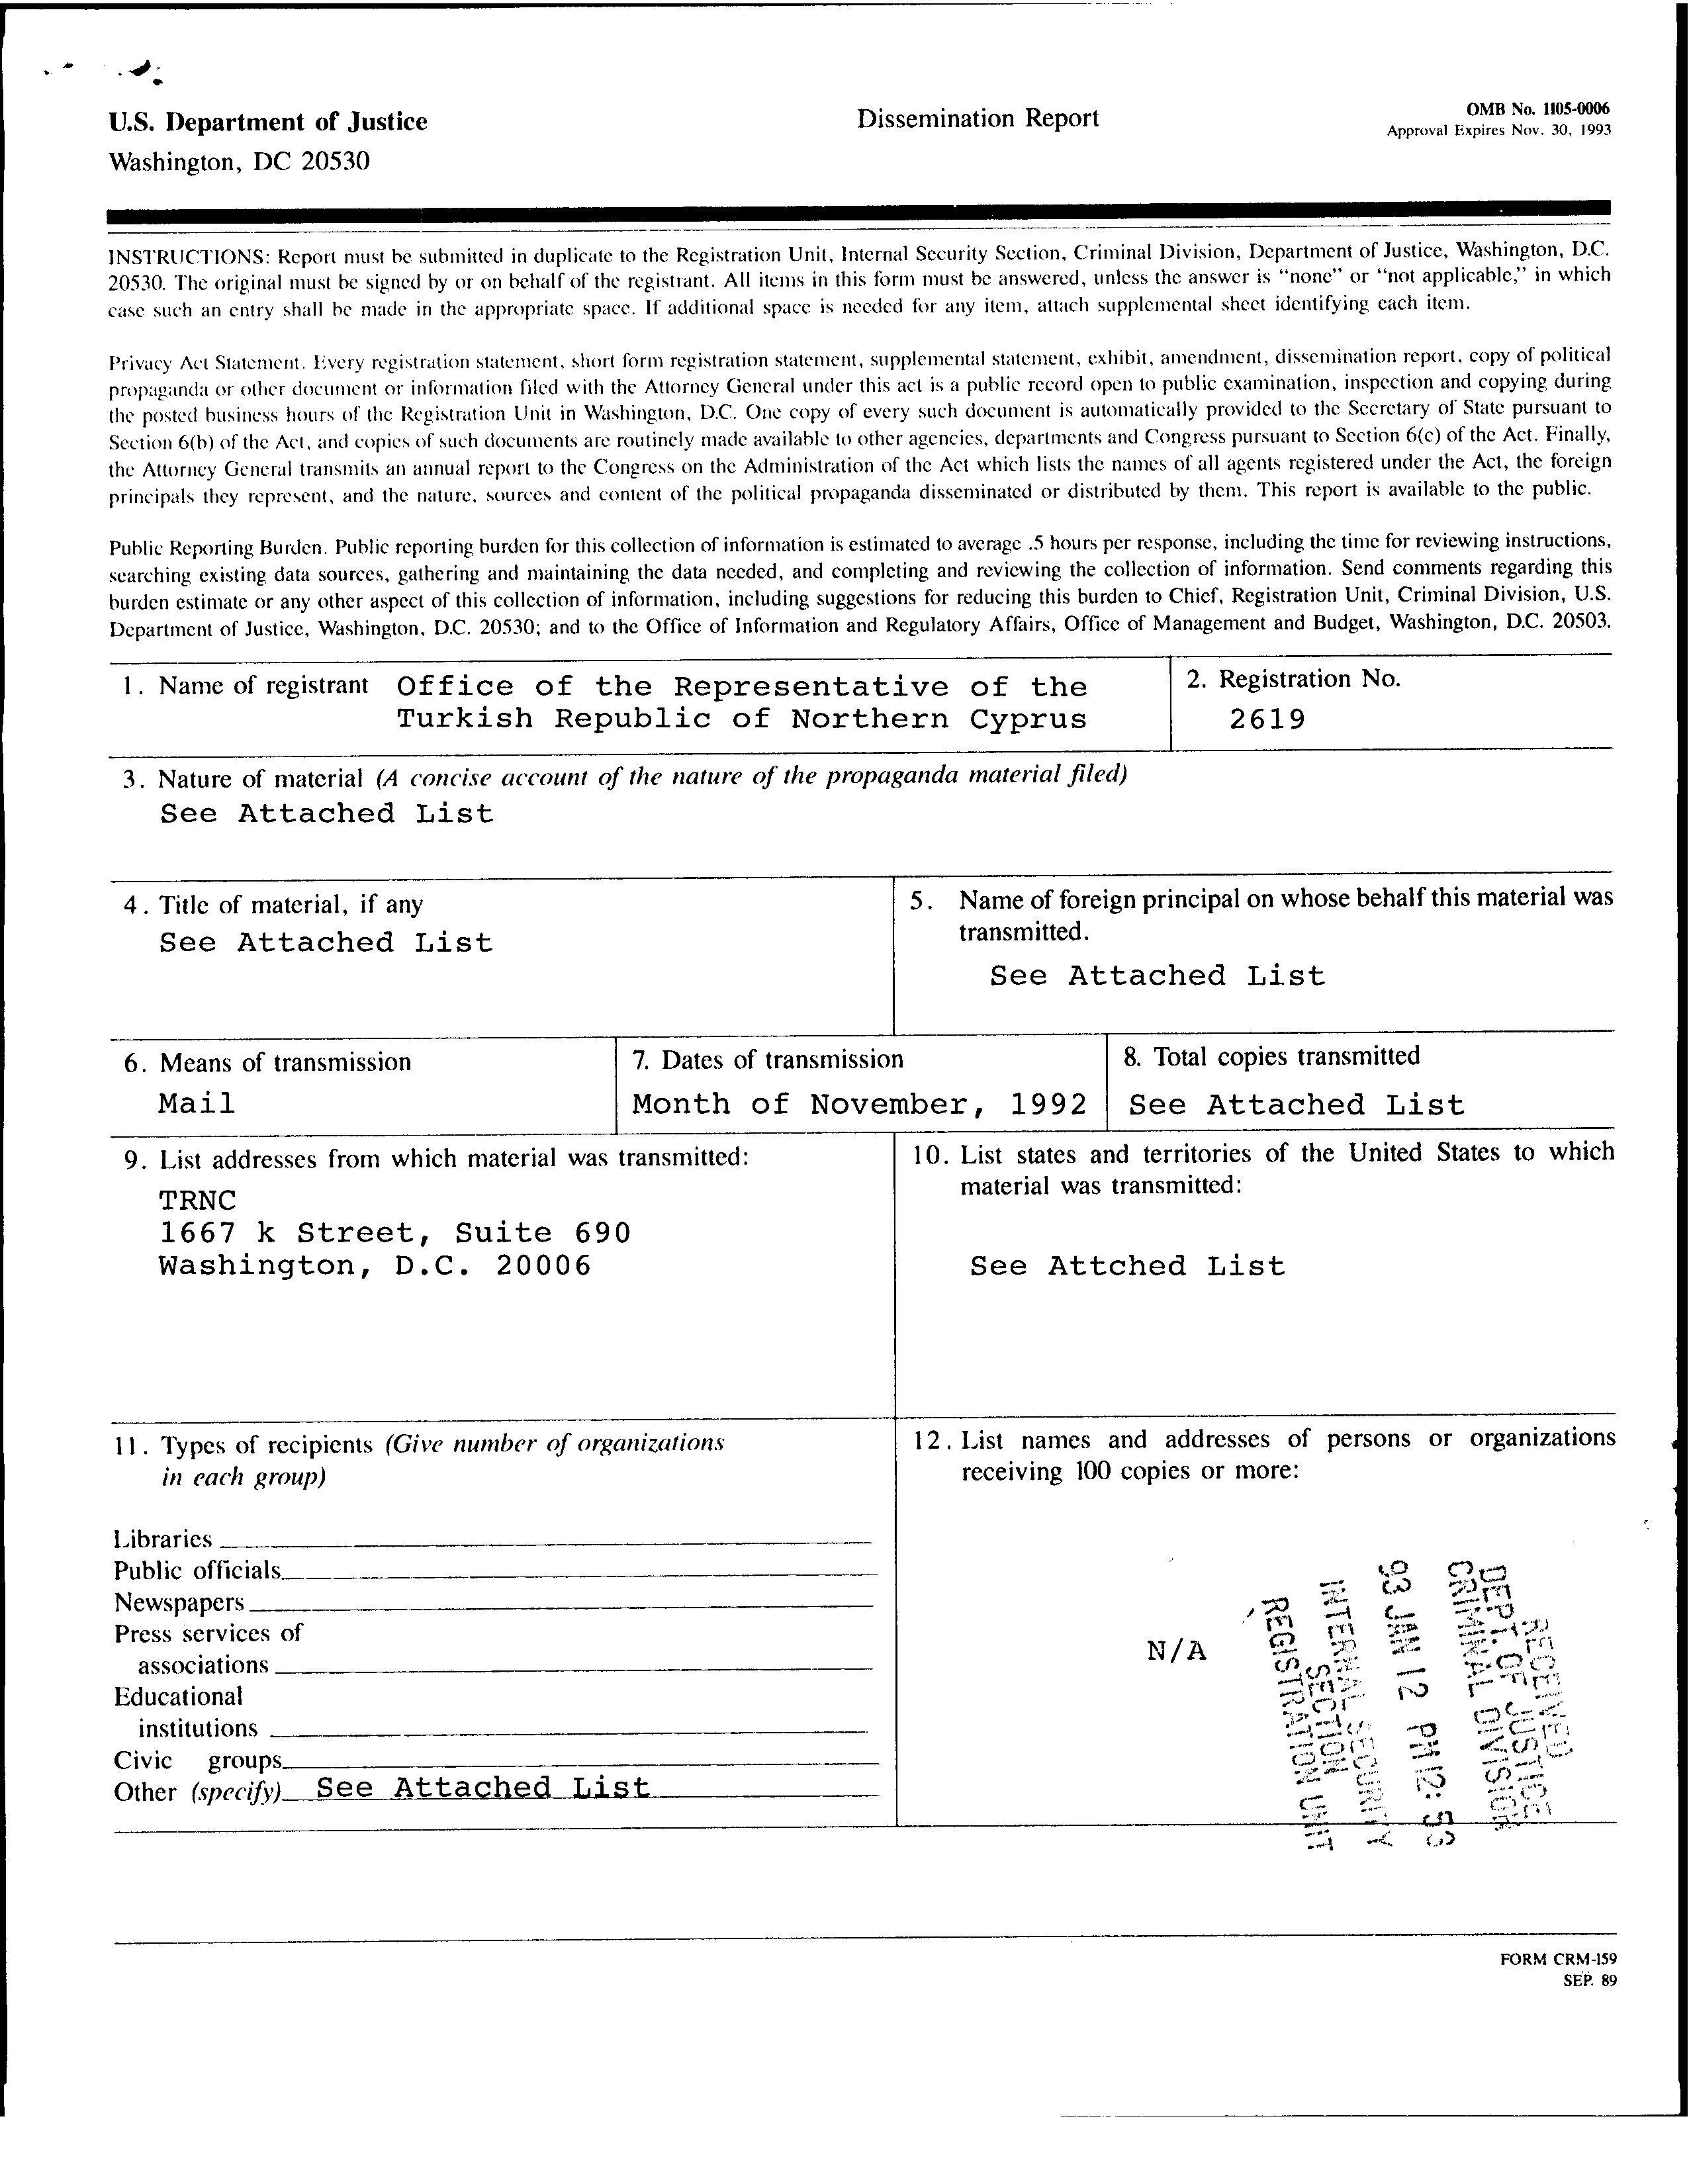 U.S. Department of Justice
Washington, DC 20530
Dissemination Report
OMB No. 1105-0006
Approval Expires Nov. 30, 1993
INSTRUCTIONS: Report must be submitted in duplicate to the Registration Unit, Internal Security Section, Criminal Division, Department of Justice, Washington, D.C.
20530. The original must be signed by or on behalf of the registrant. All items in this form must be answered, unless the answer is "none" or "not applicable," in which
case such an entry shall be made in the appropriate space. If additional space is needed for any item, attach supplemental sheet identifying each item.
Privacy Act Statement. Every registration statement, short form registration statement, supplemental statement, exhibit, amendment, dissemination report, copy of political
propaganda or other document or information filed with the Attorney General under this act is a public record open to public examination, inspection and copying during
the posted business hours of the Registration Unit in Washington, D.C. One copy of every such document is automatically provided to the Secretary of State pursuant to
Section 6(b) of the Act, and copies of such documents are routinely made available to other agencies, departments and Congress pursuant to Section 6(c) of the Act. Finally,
the Attorney General transmits an annual report to the Congress on the Administration of the Act which lists the names of all agents registered under the Act, the foreign
principals they represent, and the nature, sources and content of the political propaganda disseminated or distributed by them. This report is available to the public.
Public Reporting Burden. Public reporting burden for this collection of information is estimated to average .5 hours per response, including the time for reviewing instructions,
searching existing data sources, gathering and maintaining the data needed, and completing and reviewing the collection of information. Send comments regarding this
burden estimate or any other aspect of this collection of information, including suggestions for reducing this burden to Chief, Registration Unit, Criminal Division, U.S.
Department of Justice, Washington, D.C. 20530; and to the Office of Information and Regulatory Affairs, Office of Management and Budget, Washington, D.C. 20503.
1. Name of registrant Office of the Representative of the
Turkish Republic of Northern Cyprus
2. Registration No.
2619
3. Nature of material (A concise account of the nature of the propaganda material filed)
See Attached List
4. Title of material, if any
See Attached List
5. Name of foreign principal on whose behalf this material was
transmitted.
See Attached List
6. Means of transmission
Mail
7. Dates of transmission
Month of November, 1992
8. Total copies transmitted
See Attached List
9. List addresses from which material was transmitted:
TRNC
1667 k Street, Suite 690
Washington, D.C. 20006
10. List states and territories of the United States to which
material was transmitted:
See Attched List
11. Types of recipients (Give number of organizations
in each group)
Libraries
Public officials
Newspapers
Press services of
associations
Educational
institutions
Civic groups
Other (specify) See Attached List
12. List names and addresses of persons or organizations
receiving 100 copies or more:
N/A
RECEIVED
DEPT. OF JUSTICE
CRIMINAL DIVISION
93 JAN 12 PM 12:53
INTERNAL SECURITY
SECTION
REGISTRATION UNIT
FORM CRM-159
SEP. 89